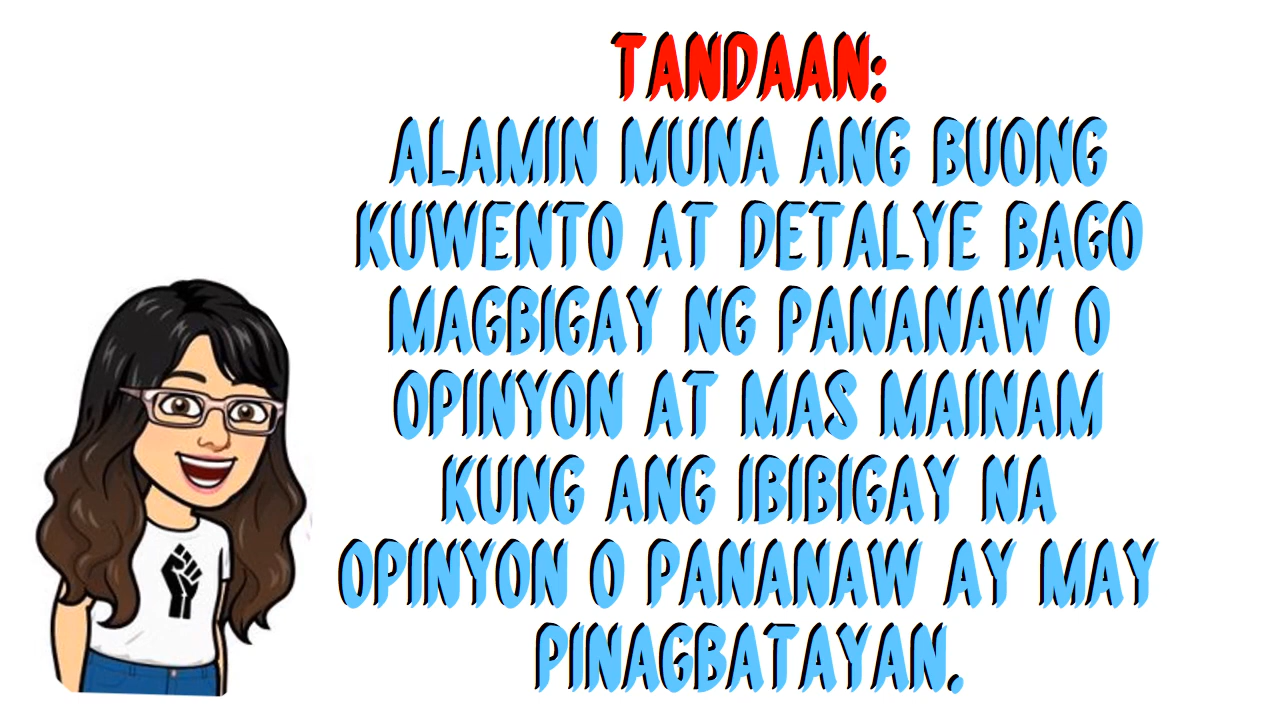 TANDAAN:
ALAMIN MUNA ANG BUONG
KUWENTO AT DETALYE BAGO
MAGBIGAY NG PANANAW O
OPINYON AT MAS MAINAM
KUNG ANG IBIBIGAY NA
OPINYON O PANANAW AY MAY
PINAGBATAYAN.